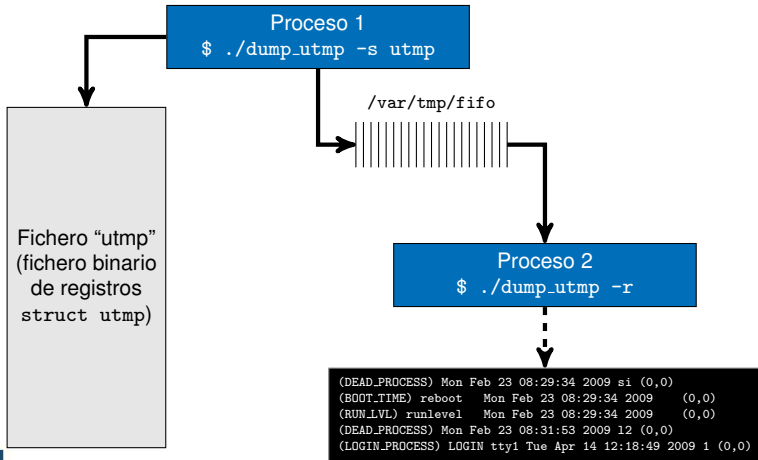 Proceso 1
$ ./dump_utmp -s utmp
/var/tmp/fifo
Fichero “utmp”
(fichero binario
de registros
struct utmp)
Proceso 2
$ ./dump_utmp -r
(DEAD_PROCESS) Mon Feb 23 08:29:34 2009 si (0,0)
(BOOT_TIME) reboot Mon Feb 23 08:29:34 2009 (0,0)
(RUN_LVL) runlevel Mon Feb 23 08:29:34 2009 (0,0)
(DEAD_PROCESS) Mon Feb 23 08:31:53 2009 l2 (0,0)
(LOGIN_PROCESS) LOGIN tty1 Tue Apr 14 12:18:49 2009 1 (0,0)